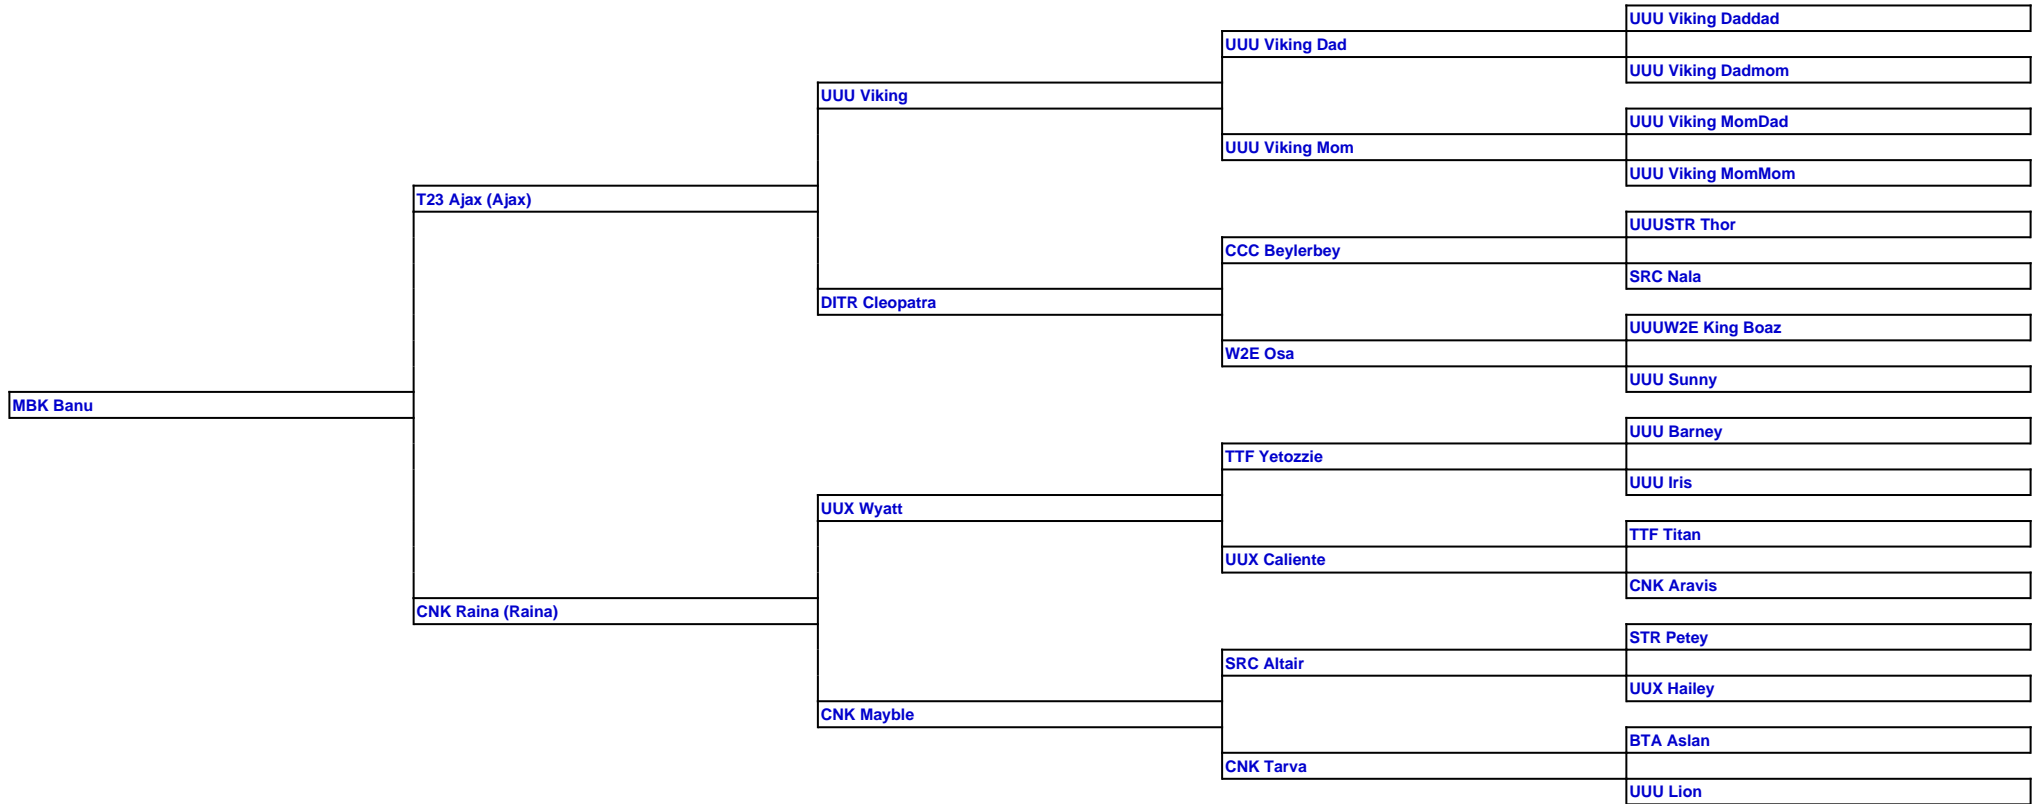 UUU Viking Daddad
UUU Viking Dad
UUU Viking Dadmom
UUU Viking
UUU Viking MomDad
UUU Viking Mom
UUU Viking MomMom
T23 Ajax (Ajax)
UUUSTR Thor
CCC Beylerbey
SRC Nala
DITR Cleopatra
UUUW2E King Boaz
W2E Osa
UUU Sunny
MBK Banu
UUU Barney
TTF Yetozzie
UUU Iris
UUX Wyatt
TTF Titan
UUX Caliente
CNK Aravis
CNK Raina (Raina)
STR Petey
SRC Altair
UUX Hailey
CNK Mayble
BTA Aslan
CNK Tarva
UUU Lion